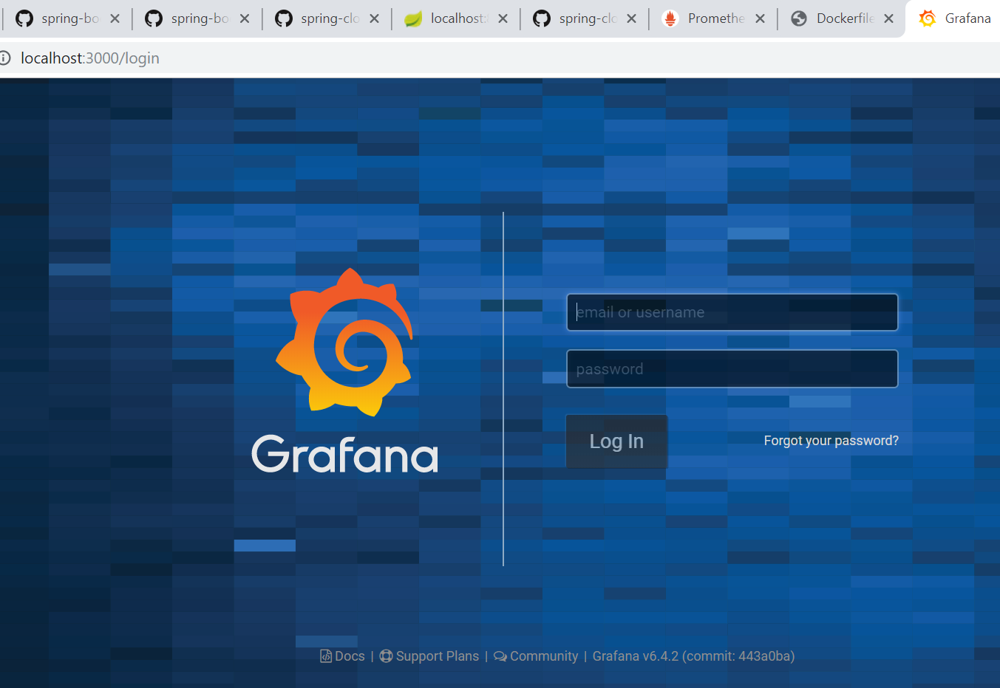 spring-bo
spring-bo
spring-clo
localhost:
spring-clo
Promethe
Dockerfile
Grafana
localhost:3000/login
email or username
password
Log In
Forgot your password?
Grafana
Docs | Support Plans | Community | Grafana v6.4.2 (commit: 443a0ba)